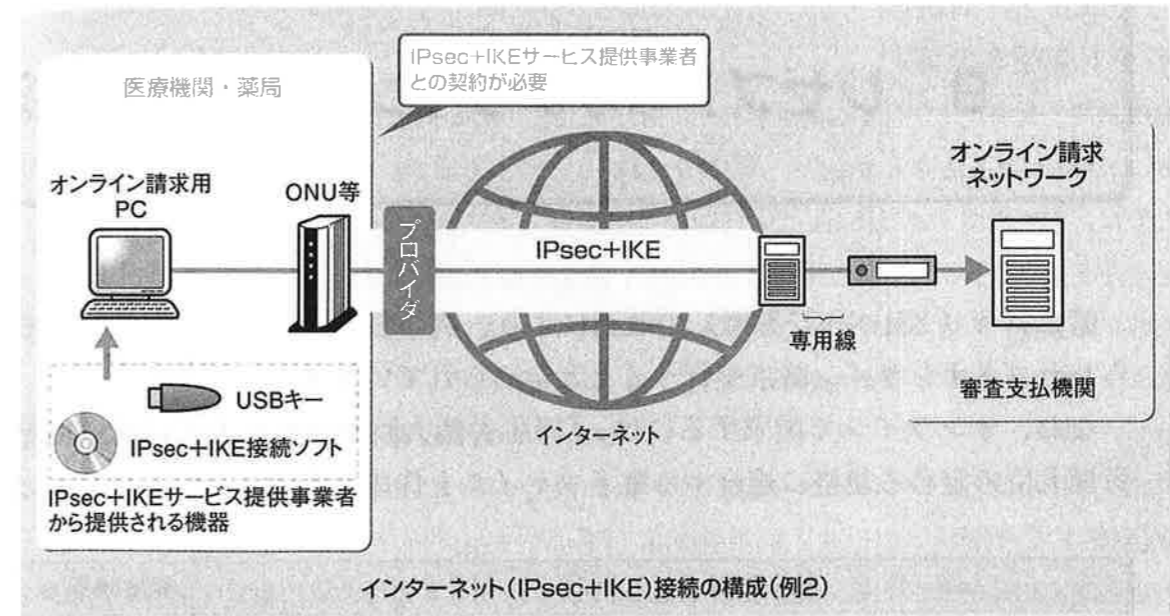 IPsec+IKEサービス提供事業者
との契約が必要
医療機関・薬局
オンライン請求用
PC
ONU等
プロバイダ
IPsec+IKE
オンライン請求
ネットワーク
専用線
審査支払機関
インターネット
USBキー
IPsec+IKE接続ソフト
IPsec+IKEサービス提供事業者
から提供される機器
インターネット(IPsec+IKE)接続の構成(例2)